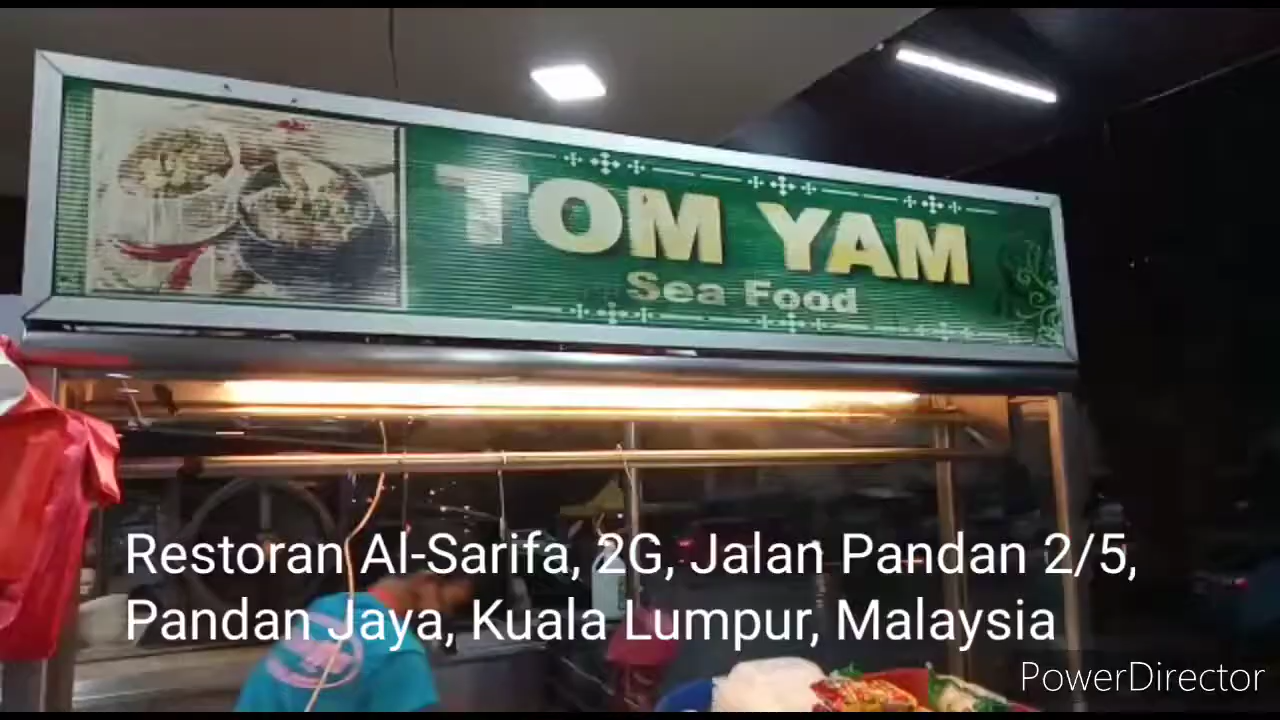 TOM YAM
Sea Food
Restoran Al-Sarifa, 2G, Jalan Pandan 2/5,
Pandan Jaya, Kuala Lumpur, Malaysia
PowerDirector